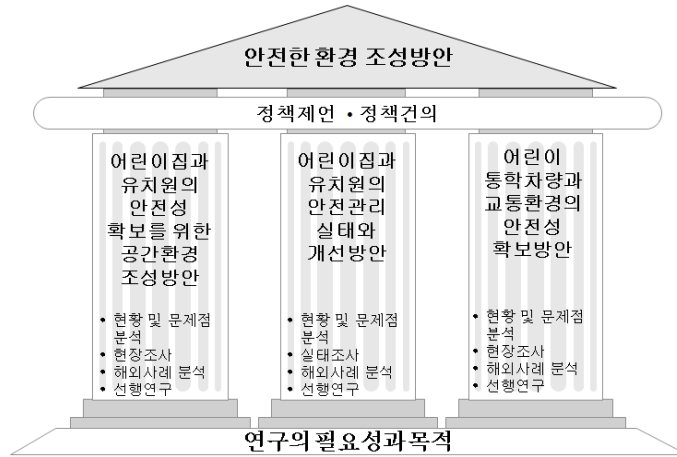 안전한 환경 조성방안
정책제언 • 정책건의
어린이집과
유치원의
안전성
확보를 위한
공간환경
조성방안
• 현황 및 문제점
분석
• 현장조사
• 해외사례 분석
• 선행연구
어린이집과
유치원의
안전관리
실태와
개선방안
• 현황 및 문제점
분석
• 실태조사
• 해외사례 분석
• 선행연구
어린이
통학차량과
교통환경의
안전성
확보방안
• 현황 및 문제점
분석
• 현장조사
• 해외사례 분석
• 선행연구
연구의 필요성과 목적